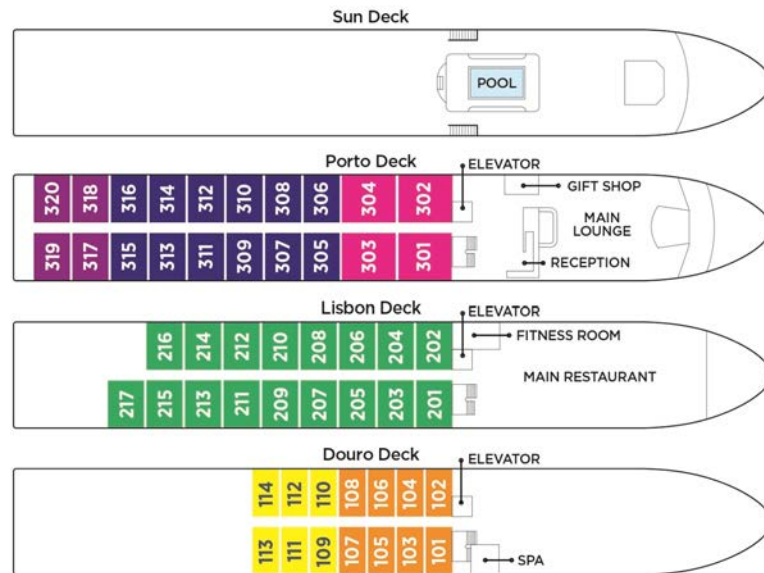 Sun Deck
POOL
Porto Deck
ELEVATOR
GIFT SHOP
320 318 316 314 312 310 308 306 304 302
MAIN
LOUNGE
319 317 315 313 311 309 307 305 303 301
RECEPTION
Lisbon Deck
ELEVATOR
FITNESS ROOM
216 214 212 210 208 206 204 202
MAIN RESTAURANT
217 215 213 211 209 207 205 203 201
Douro Deck
ELEVATOR
114 112 110 108 106 104 102
113 111 109 107 105 103 101
SPA